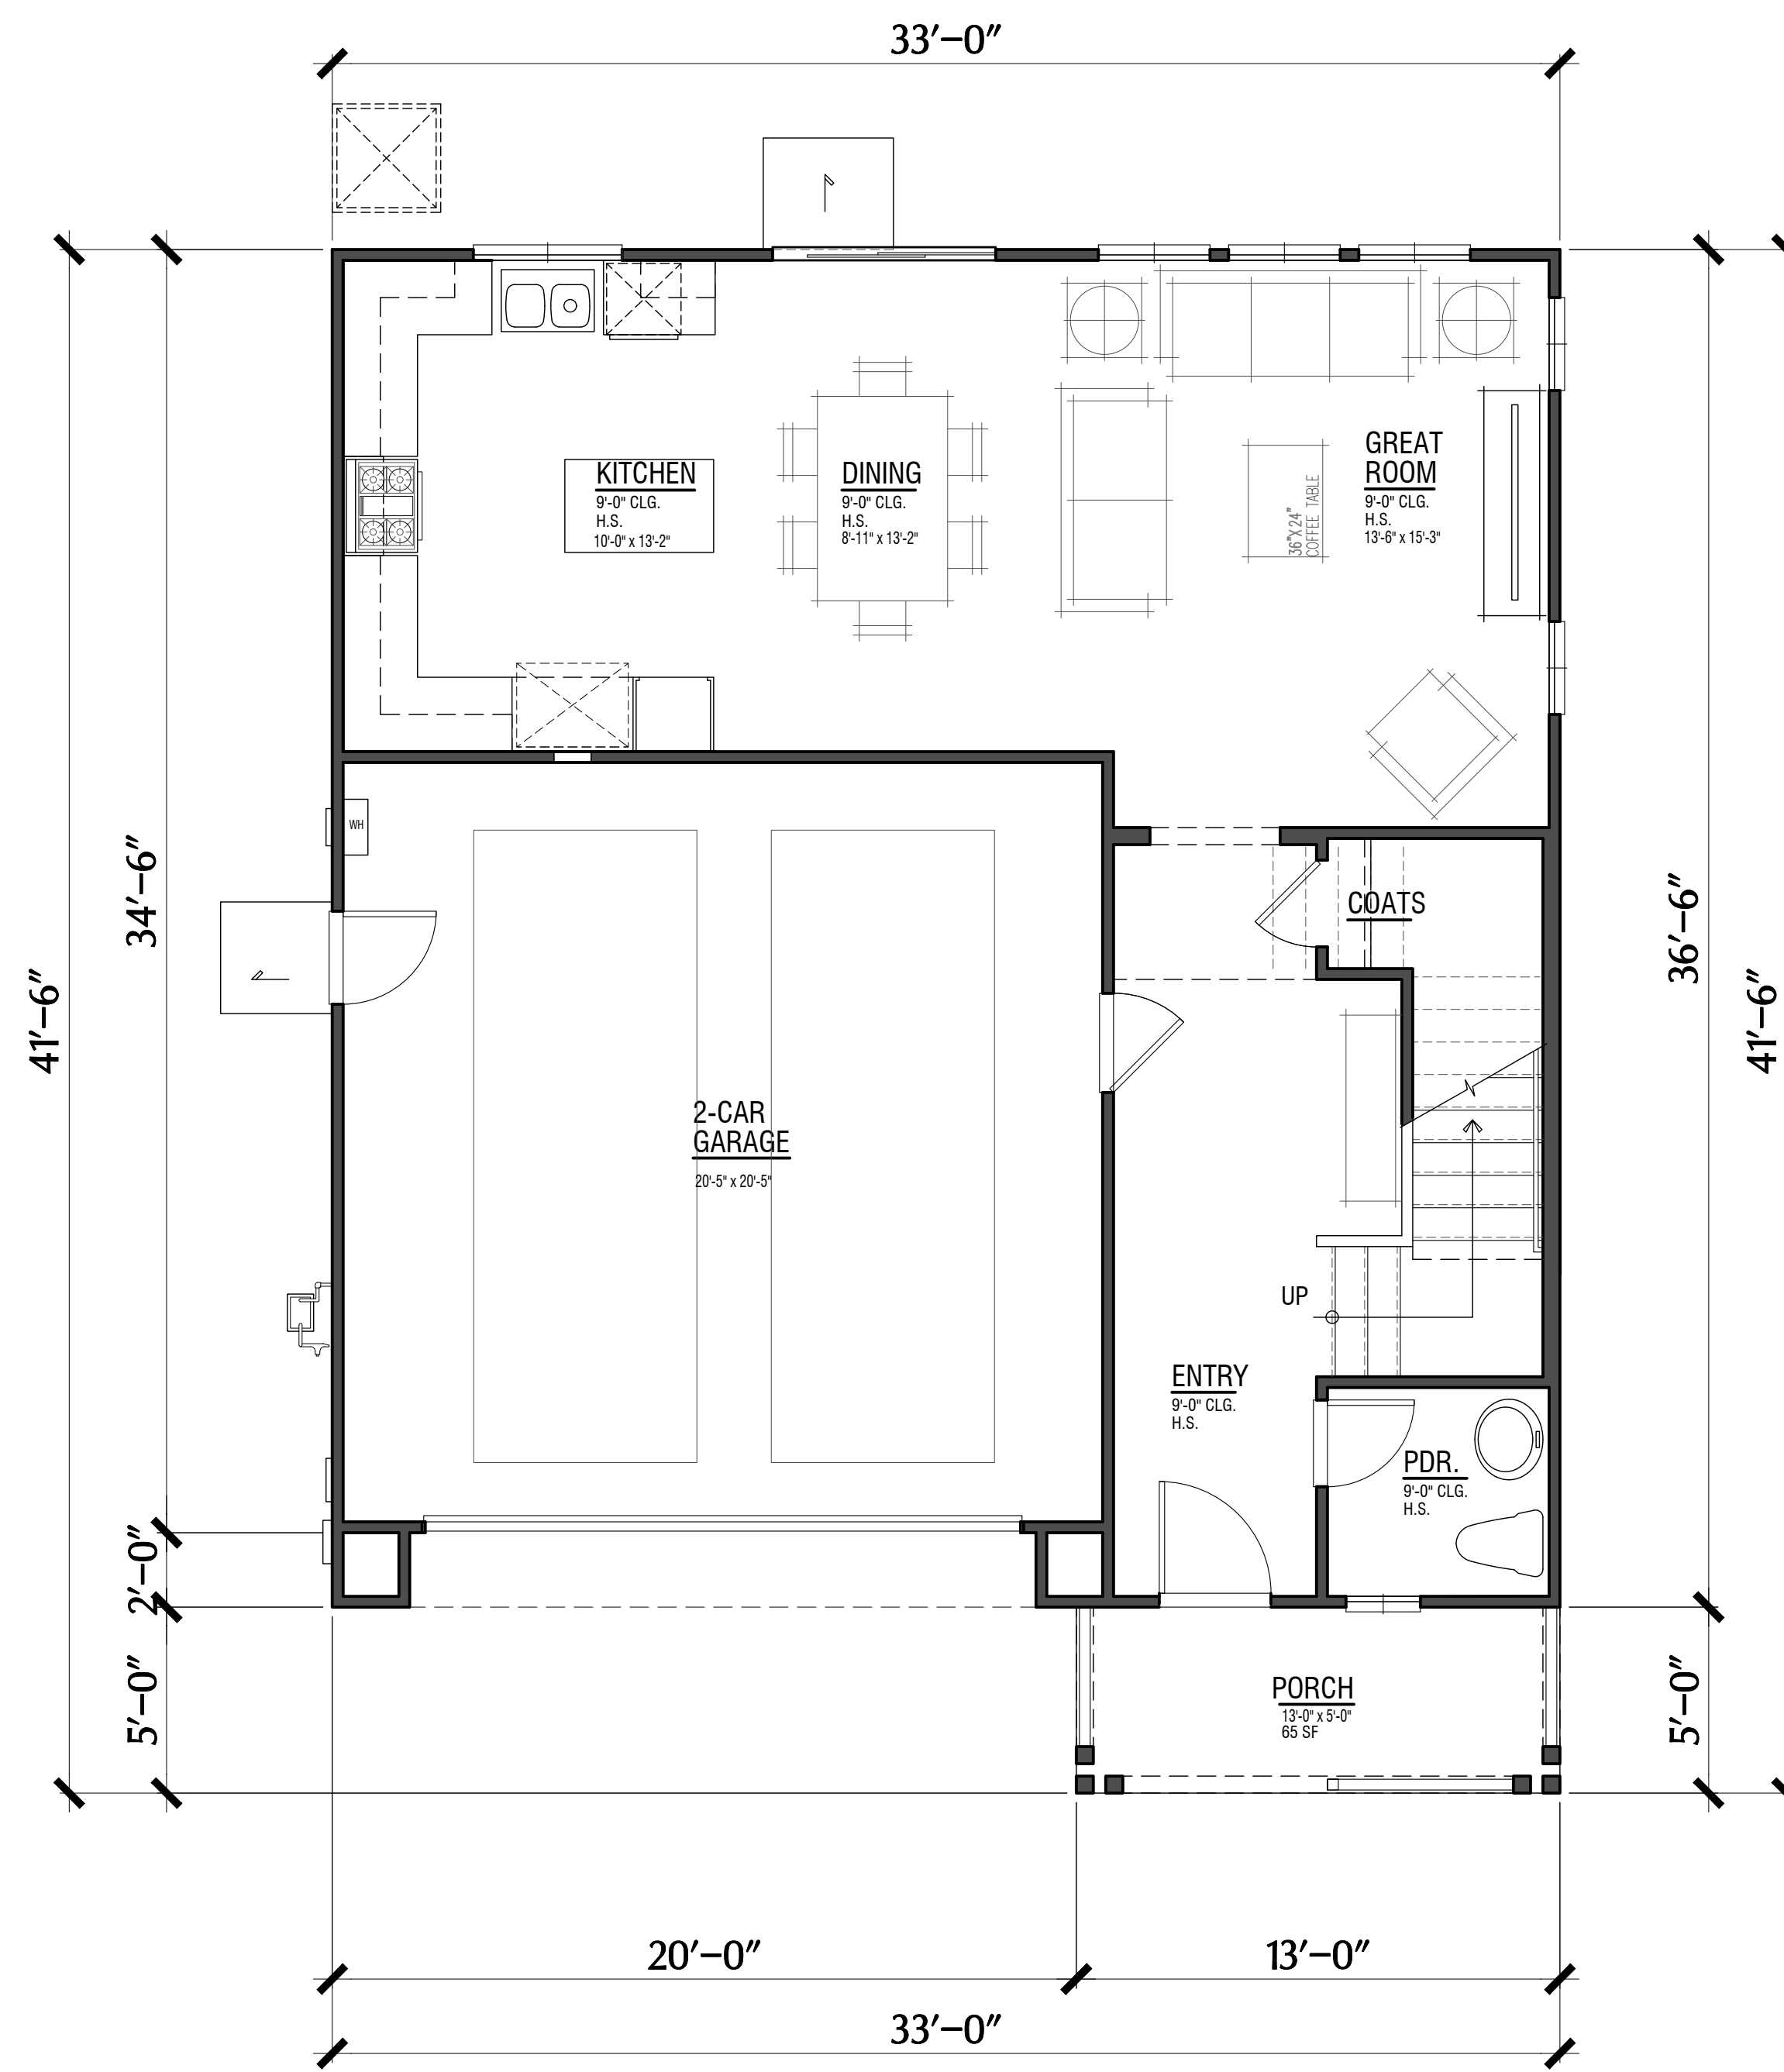 33'–0"
KITCHEN
9'-0" CLG.
H.S.
10'-0" x 13'-2"
DINING
9'-0" CLG.
H.S.
8'-11" x 13'-2"
36"X24"
COFFEE TABLE
GREAT
ROOM
9'-0" CLG.
H.S.
13'-6" x 15'-3"
WH
34'–6"
36'–6"
COATS
41'–6"
41'–6"
2-CAR
GARAGE
20'-5" x 20'-5"
UP
ENTRY
9'-0" CLG.
H.S.
PDR.
9'-0" CLG.
H.S.
2'–0"
5'–0"
PORCH
13'-0" x 5'-0"
65 SF
5'–0"
20'–0"
13'–0"
33'–0"